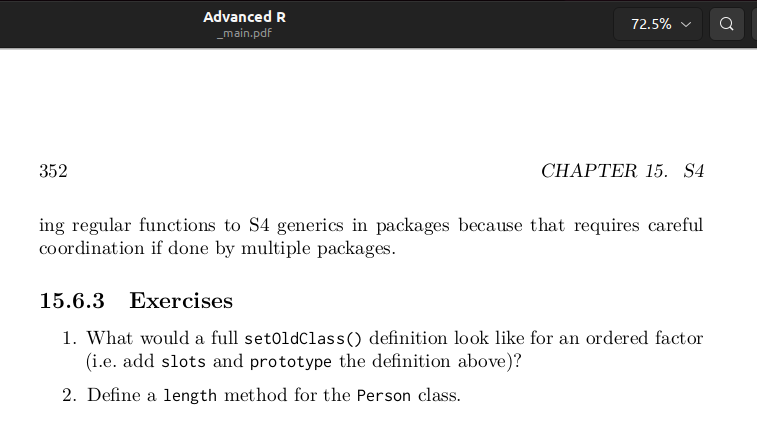 Advanced R
_main.pdf
72.5%
352 CHAPTER 15. S4
ing regular functions to S4 generics in packages because that requires careful
coordination if done by multiple packages.
15.6.3 Exercises
1. What would a full setOldClass() definition look like for an ordered factor
(i.e. add slots and prototype the definition above)?
2. Define a length method for the Person class.